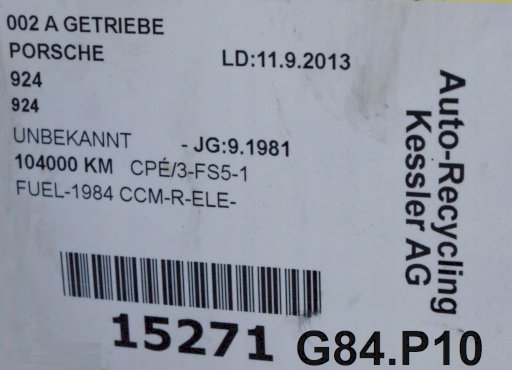 002 A GETRIEBE
PORSCHE LD:11.9.2013
924
924
UNBEKANNT - JG:9.1981
104000 KM CPÉ/3-FS5-1
FUEL-1984 CCM-R-ELE-
15271 G84.P10
Auto-Recycling
Kessler AG